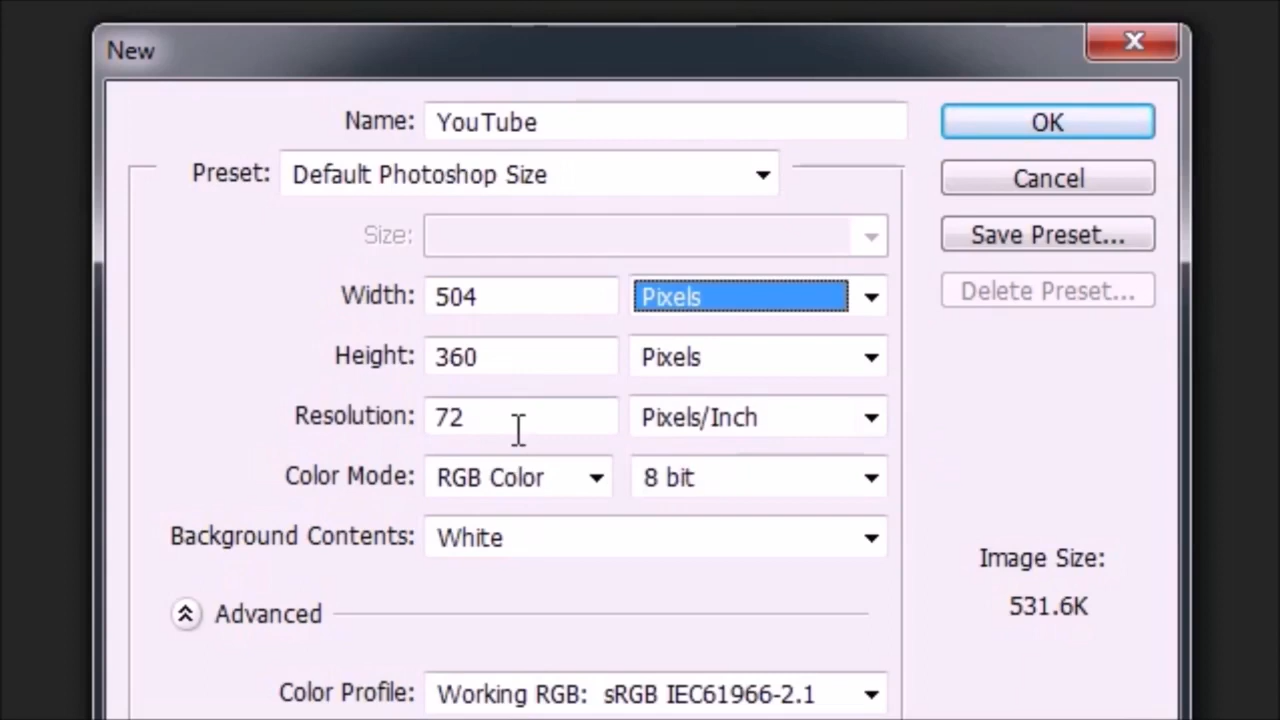 New
Name: YouTube
OK
Preset: Default Photoshop Size
Cancel
Size:
Save Preset...
Width: 504 Pixels
Delete Preset...
Height: 360 Pixels
Resolution: 72 Pixels/Inch
Color Mode: RGB Color 8 bit
Background Contents: White
Image Size:
531.6K
Advanced
Color Profile: Working RGB: sRGB IEC61966-2.1